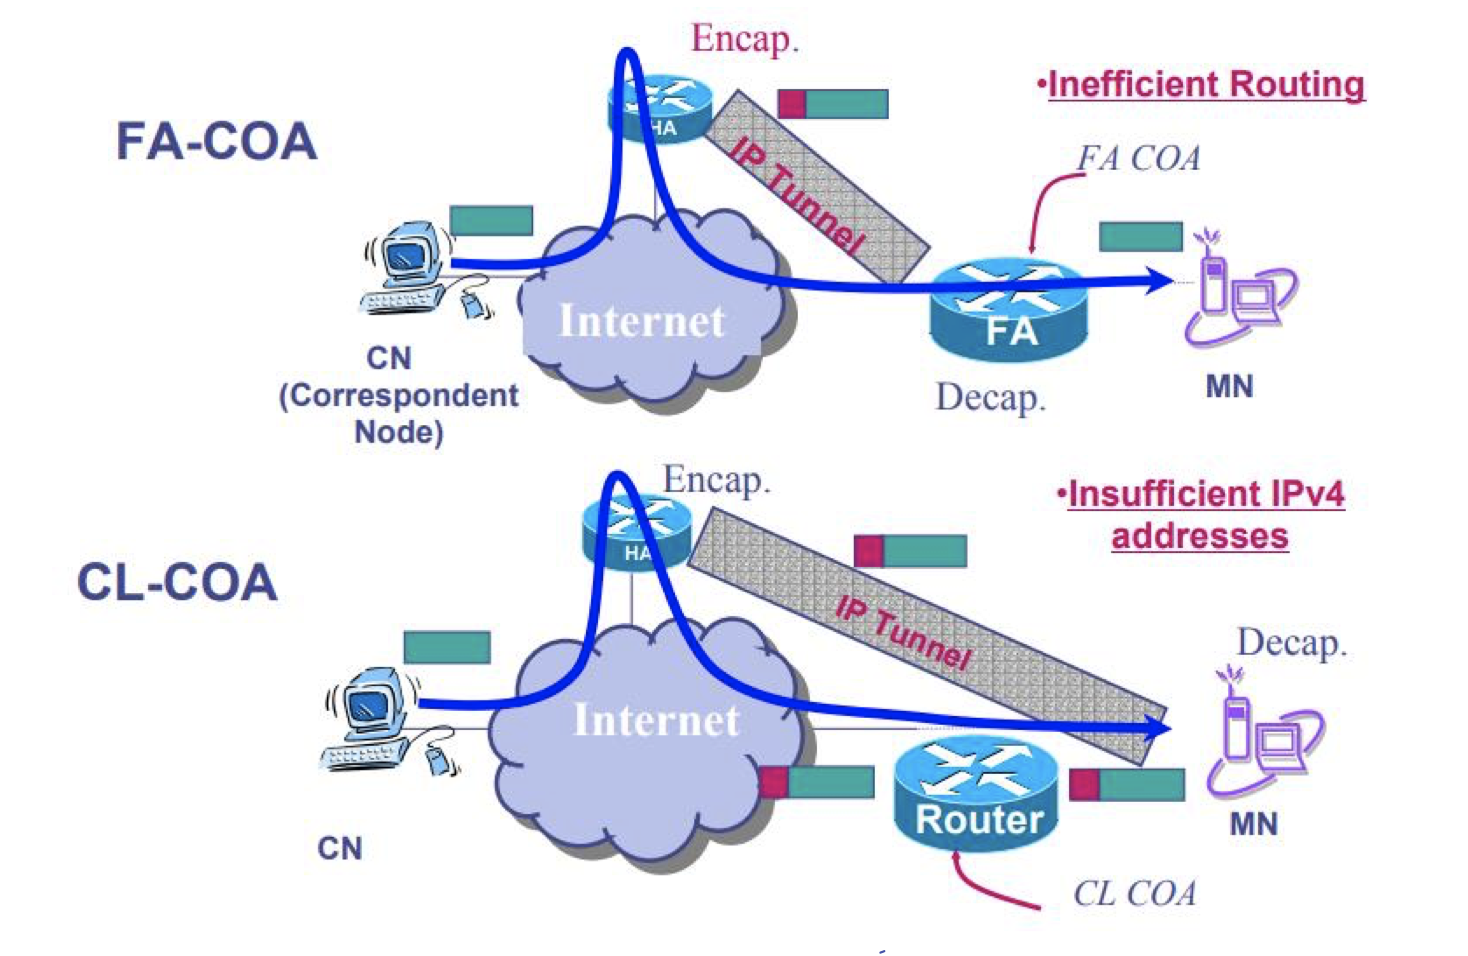 Encap.
•Inefficient Routing
HA
FA-COA
IP Tunnel
FA COA
Internet
FA
CN
(Correspondent
Node)
Decap.
MN
Encap.
•Insufficient IPv4
addresses
HA
CL-COA
IP Tunnel
Decap.
Internet
Router
CN
MN
CL COA